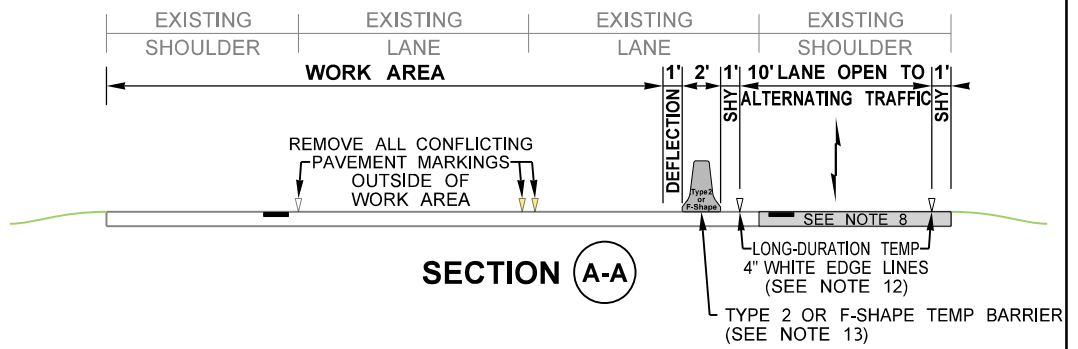 EXISTING EXISTING EXISTING EXISTING
SHOULDER LANE LANE SHOULDER
WORK AREA 1' 2' 1' 10' LANE OPEN TO 1'
ALTERNATING TRAFFIC
DEFLECTION
SHY
SHY
REMOVE ALL CONFLICTING
PAVEMENT MARKINGS
OUTSIDE OF
WORK AREA
Type 2
or
F-Shape
SEE NOTE 8
LONG-DURATION TEMP
4" WHITE EDGE LINES
(SEE NOTE 12)
SECTION A-A
TYPE 2 OR F-SHAPE TEMP BARRIER
(SEE NOTE 13)